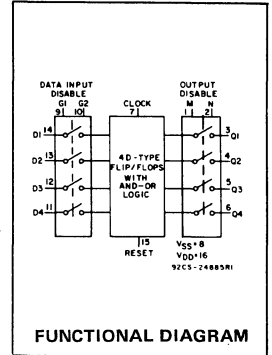 DATA INPUT DISABLE
G1 G2
9 10
CLOCK
7
OUTPUT DISABLE
M N
1 2
D1 14
D2 13
D3 12
D4 11
4 D-TYPE
FLIP/FLOPS
WITH
AND-OR
LOGIC
3 Q1
4 Q2
5 Q3
6 Q4
15
RESET
VSS=8
VDD=16
92CS-24885R1
FUNCTIONAL DIAGRAM